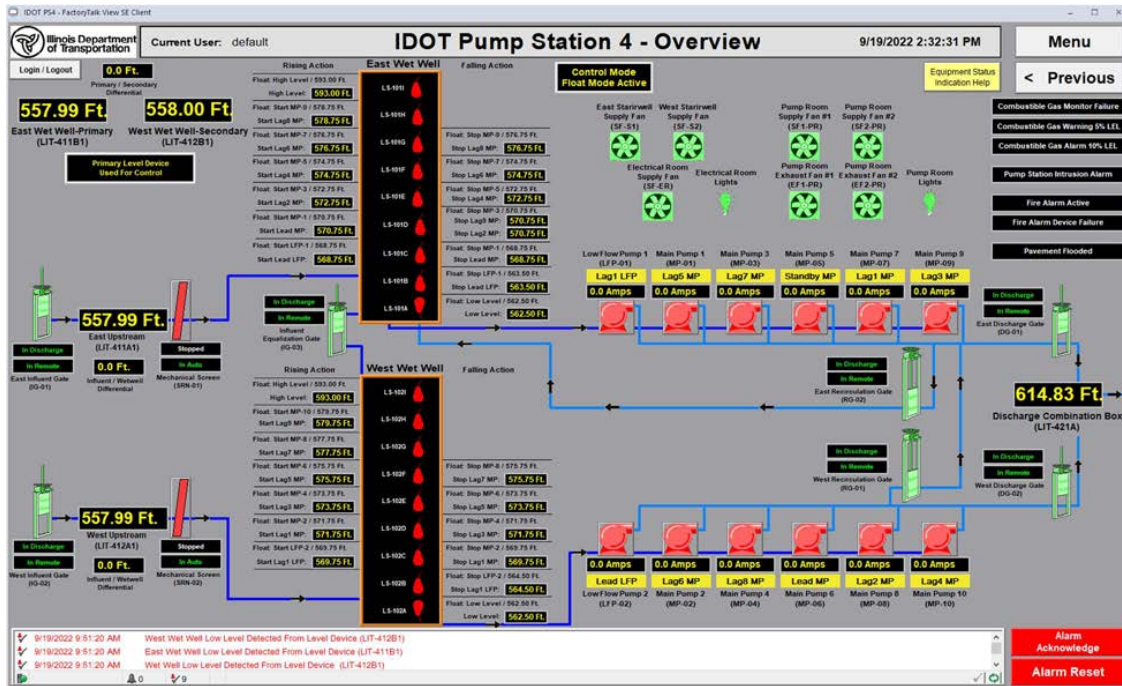 IDOT PS4 - FactoryTalk View SE Client
Illinois Department
of Transportation
Current User: default
IDOT Pump Station 4 - Overview
9/19/2022 2:32:31 PM
Menu
Login / Logout
0.0 Ft.
Primary / Secondary
Differential
557.99 Ft.
558.00 Ft.
East Wet Well-Primary
(LIT-411B1)
West Wet Well-Secondary
(LIT-412B1)
Primary Level Device
Used For Control
Rising Action
East Wet Well
Falling Action
Control Mode
Float Mode Active
Equipment Status
Indication Help
< Previous
Float: High Level / 593.00 Ft.
High Level: 593.00 Ft.
Float: Start MP-9 / 578.75 Ft.
Start Lag8 MP: 578.75 Ft.
Float: Start MP-7 / 576.75 Ft.
Start Lag6 MP: 576.75 Ft.
Float: Start MP-5 / 574.75 Ft.
Start Lag4 MP: 574.75 Ft.
Float: Start MP-3 / 572.75 Ft.
Start Lag2 MP: 572.75 Ft.
Float: Start MP-1 / 570.75 Ft.
Start Lead MP: 570.75 Ft.
Float: Start LFP-1 / 568.75 Ft.
Start Lead LFP: 568.75 Ft.
LS-101I
LS-101H
LS-101G
LS-101F
LS-101E
LS-101D
LS-101C
LS-101B
LS-101A
Float: Stop MP-9 / 576.75 Ft.
Stop Lag8 MP: 576.75 Ft.
Float: Stop MP-7 / 574.75 Ft.
Stop Lag6 MP: 574.75 Ft.
Float: Stop MP-5 / 572.75 Ft.
Stop Lag4 MP: 572.75 Ft.
Float: Stop MP-3 / 570.75 Ft.
Stop Lag9 MP: 570.75 Ft.
Stop Lag2 MP: 570.75 Ft.
Float: Stop MP-1 / 568.75 Ft.
Stop Lead MP: 568.75 Ft.
Float: Stop LFP-1 / 563.50 Ft.
Stop Lead LFP: 563.50 Ft.
Float: Low Level / 562.50 Ft.
Low Level: 562.50 Ft.
East Starirwell
Supply Fan
(SF-S1)
West Starirwell
Supply Fan
(SF-S2)
Pump Room
Supply Fan #1
(SF1-PR)
Pump Room
Supply Fan #2
(SF2-PR)
Electrical Room
Supply Fan
(SF-ER)
Electrical Room
Lights
Pump Room
Exhaust Fan #1
(EF1-PR)
Pump Room
Exhaust Fan #2
(EF2-PR)
Pump Room
Lights
Combustible Gas Monitor Failure
Combustible Gas Warning 5% LEL
Combustible Gas Alarm 10% LEL
Pump Station Intrusion Alarm
Fire Alarm Active
Fire Alarm Device Failure
Pavement Flooded
Low Flow Pump 1
(LFP-01)
Main Pump 1
(MP-01)
Main Pump 3
(MP-03)
Main Pump 5
(MP-05)
Main Pump 7
(MP-07)
Main Pump 9
(MP-09)
Lag1 LFP
Lag5 MP
Lag7 MP
Standby MP
Lag1 MP
Lag3 MP
0.0 Amps
0.0 Amps
0.0 Amps
0.0 Amps
0.0 Amps
0.0 Amps
In Discharge
In Remote
East Influent Gate
(IG-01)
557.99 Ft.
East Upstream
(LIT-411A1)
0.0 Ft.
Influent / Wetwell
Differential
Stopped
In Auto
Mechanical Screen
(SRN-01)
In Discharge
In Remote
Influent
Equalization Gate
(IG-03)
In Discharge
In Remote
East Discharge Gate
(DG-01)
In Discharge
In Remote
East Recirculation Gate
(RG-02)
614.83 Ft.
Discharge Combination Box
(LIT-421A)
In Discharge
In Remote
West Recirculation Gate
(RG-01)
In Discharge
In Remote
West Discharge Gate
(DG-02)
Rising Action
West Wet Well
Falling Action
Float: High Level / 593.00 Ft.
High Level: 593.00 Ft.
Float: Start MP-10 / 579.75 Ft.
Start Lag9 MP: 579.75 Ft.
Float: Start MP-8 / 577.75 Ft.
Start Lag7 MP: 577.75 Ft.
Float: Start MP-6 / 575.75 Ft.
Start Lag5 MP: 575.75 Ft.
Float: Start MP-4 / 573.75 Ft.
Start Lag3 MP: 573.75 Ft.
Float: Start MP-2 / 571.75 Ft.
Start Lag1 MP: 571.75 Ft.
Float: Start LFP-2 / 569.75 Ft.
Start Lag1 LFP: 569.75 Ft.
LS-102I
LS-102H
LS-102G
LS-102F
LS-102E
LS-102D
LS-102C
LS-102B
LS-102A
Float: Stop MP-8 / 575.75 Ft.
Stop Lag7 MP: 575.75 Ft.
Float: Stop MP-6 / 573.75 Ft.
Stop Lag5 MP: 573.75 Ft.
Float: Stop MP-4 / 571.75 Ft.
Stop Lag3 MP: 571.75 Ft.
Float: Stop MP-2 / 569.75 Ft.
Stop Lag1 MP: 569.75 Ft.
Float: Stop LFP-2 / 564.50 Ft.
Stop Lag1 LFP: 564.50 Ft.
Float: Low Level / 562.50 Ft.
Low Level: 562.50 Ft.
In Discharge
In Remote
West Influent Gate
(IG-02)
557.99 Ft.
West Upstream
(LIT-412A1)
0.0 Ft.
Influent / Wetwell
Differential
Stopped
In Auto
Mechanical Screen
(SRN-02)
0.0 Amps
0.0 Amps
0.0 Amps
0.0 Amps
0.0 Amps
0.0 Amps
Lead LFP
Lag6 MP
Lag8 MP
Lead MP
Lag2 MP
Lag4 MP
Low Flow Pump 2
(LFP-02)
Main Pump 2
(MP-02)
Main Pump 4
(MP-04)
Main Pump 6
(MP-06)
Main Pump 8
(MP-08)
Main Pump 10
(MP-10)
9/19/2022 9:51:20 AM West Wet Well Low Level Detected From Level Device (LIT-412B1)
9/19/2022 9:51:20 AM East Wet Well Low Level Detected From Level Device (LIT-411B1)
9/19/2022 9:51:20 AM Wet Well Low Level Detected From Level Device (LIT-412B1)
0
9
Alarm
Acknowledge
Alarm Reset